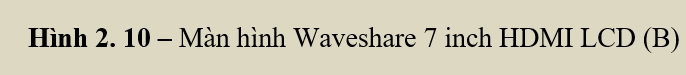 Hình 2. 10 – Màn hình Waveshare 7 inch HDMI LCD (B)